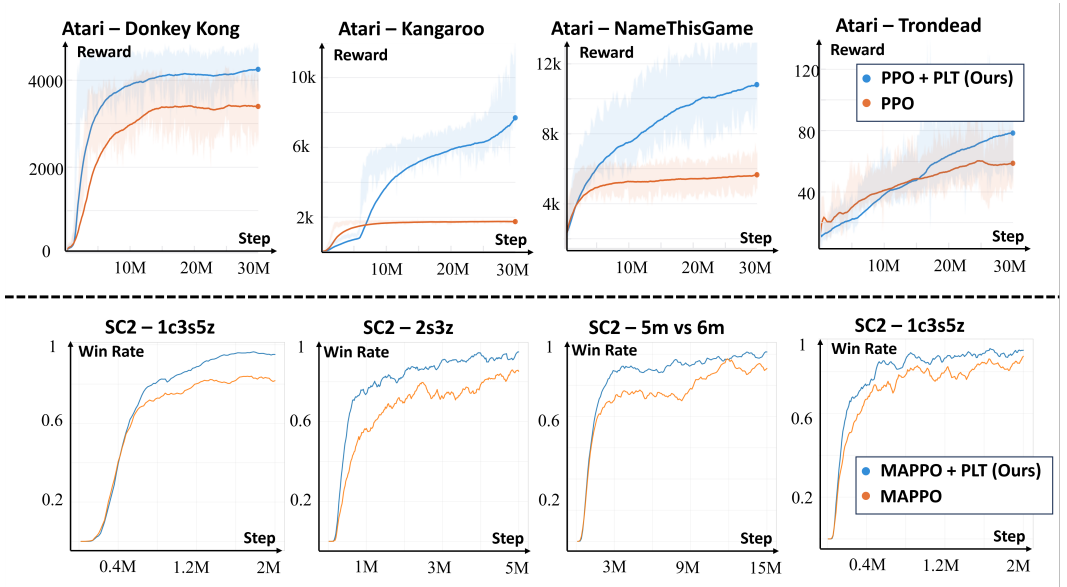 Atari – Donkey Kong
Reward
4000
2000
0
Step
10M 20M 30M
Atari – Kangaroo
Reward
10k
6k
2k
Step
10M 20M 30M
Atari – NameThisGame
Reward
12k
8k
4k
Step
10M 20M 30M
Atari – Trondead
Reward
120
80
40
PPO + PLT (Ours)
PPO
Step
10M 20M 30M
SC2 – 1c3s5z
Win Rate
1
0.6
0.2
Step
0.4M 1.2M 2M
SC2 – 2s3z
Win Rate
1
0.6
0.2
Step
1M 3M 5M
SC2 – 5m vs 6m
Win Rate
1
0.6
0.2
Step
3M 9M 15M
SC2 – 1c3s5z
Win Rate
1
0.6
0.2
MAPPO + PLT (Ours)
MAPPO
Step
0.4M 1.2M 2M